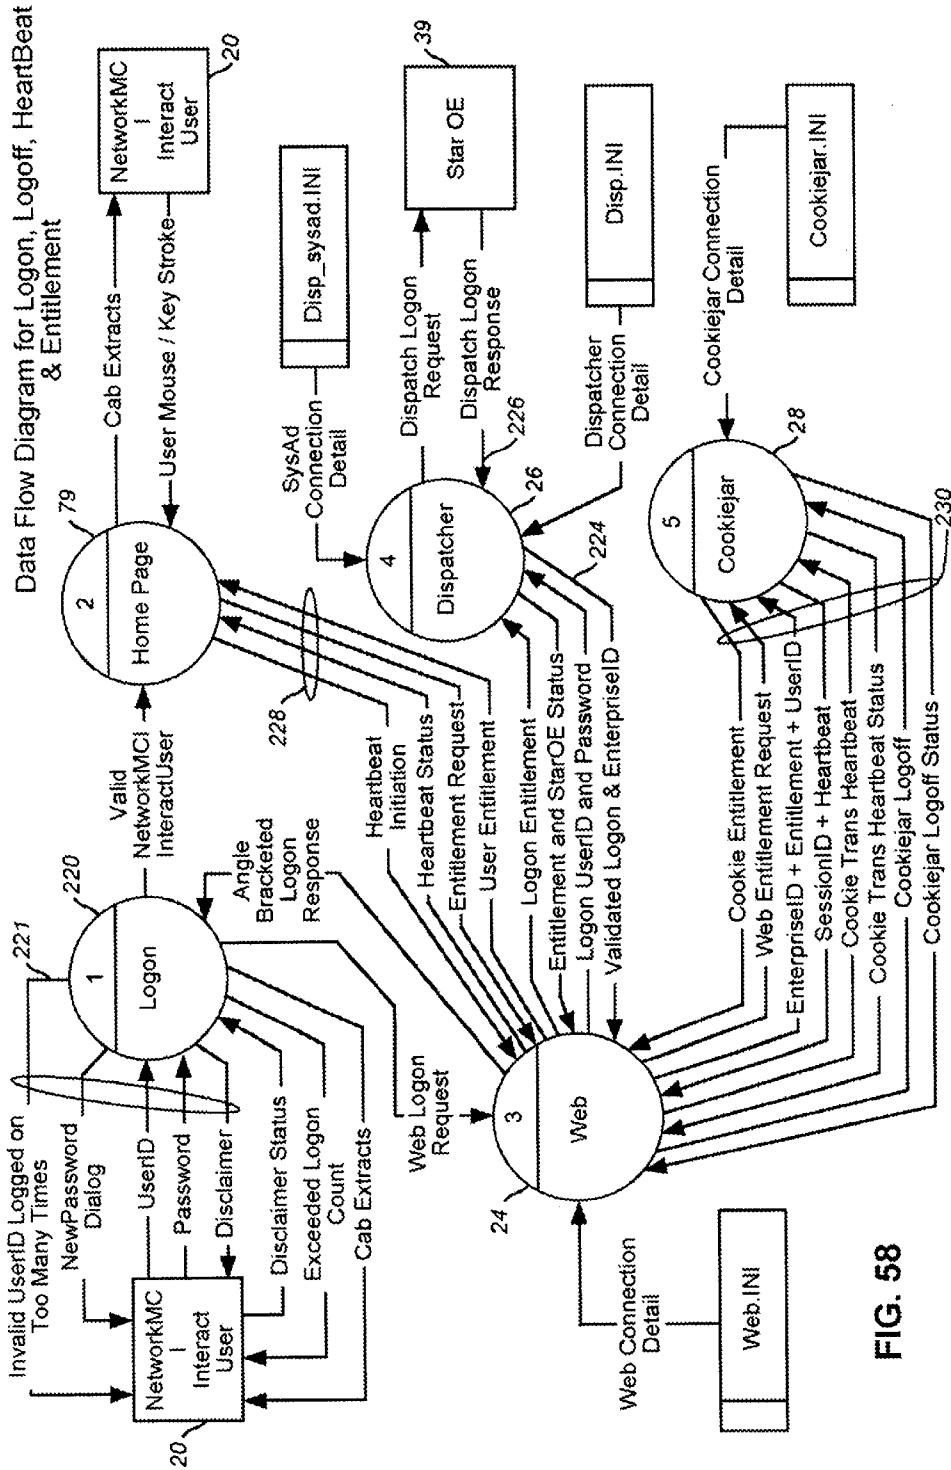 Data Flow Diagram for Logon, Logoff, HeartBeat
& Entitlement
Invalid UserID Logged on
Too Many Times
221
NewPassword
Dialog
UserID
Password
Disclaimer
Disclaimer Status
Exceeded Logon
Count
Cab Extracts
NetworkMC
I
Interact
User
20
1
Logon
220
Valid
NetworkMCI
InteractUser
2
Home Page
79
Cab Extracts
User Mouse / Key Stroke
NetworkMC
I
Interact
User
20
Angle
Bracketed
Logon
Response
Web Logon
Request
228
Heartbeat
Initiation
Heartbeat Status
Entitlement Request
User Entitlement
SysAd
Connection
Detail
Disp_sysad.INI
4
Dispatcher
26
Dispatch Logon
Request
Dispatch Logon
Response
226
Star OE
39
Logon Entitlement
Entitlement and StarOE Status
Logon UserID and Password
Validated Logon & EnterpriseID
224
Dispatcher
Connection
Detail
Disp.INI
3
Web
24
Web Connection
Detail
Web.INI
Cookie Entitlement
Web Entitlement Request
EnterpriseID + Entitlement + UserID
SessionID + Heartbeat
Cookie Trans Heartbeat
Cookie Trans Heartbeat Status
Cookiejar Logoff
Cookiejar Logoff Status
230
5
Cookiejar
28
Cookiejar Connection
Detail
Cookiejar.INI
FIG. 58